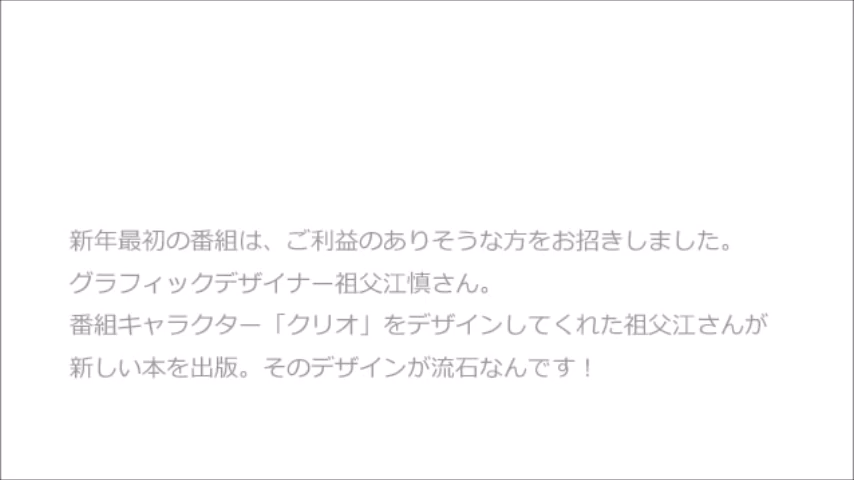 新年最初の番組は、ご利益のありそうな方をお招きしました。
グラフィックデザイナー祖父江慎さん。
番組キャラクター「クリオ」をデザインしてくれた祖父江さんが
新しい本を出版。そのデザインが流石なんです！